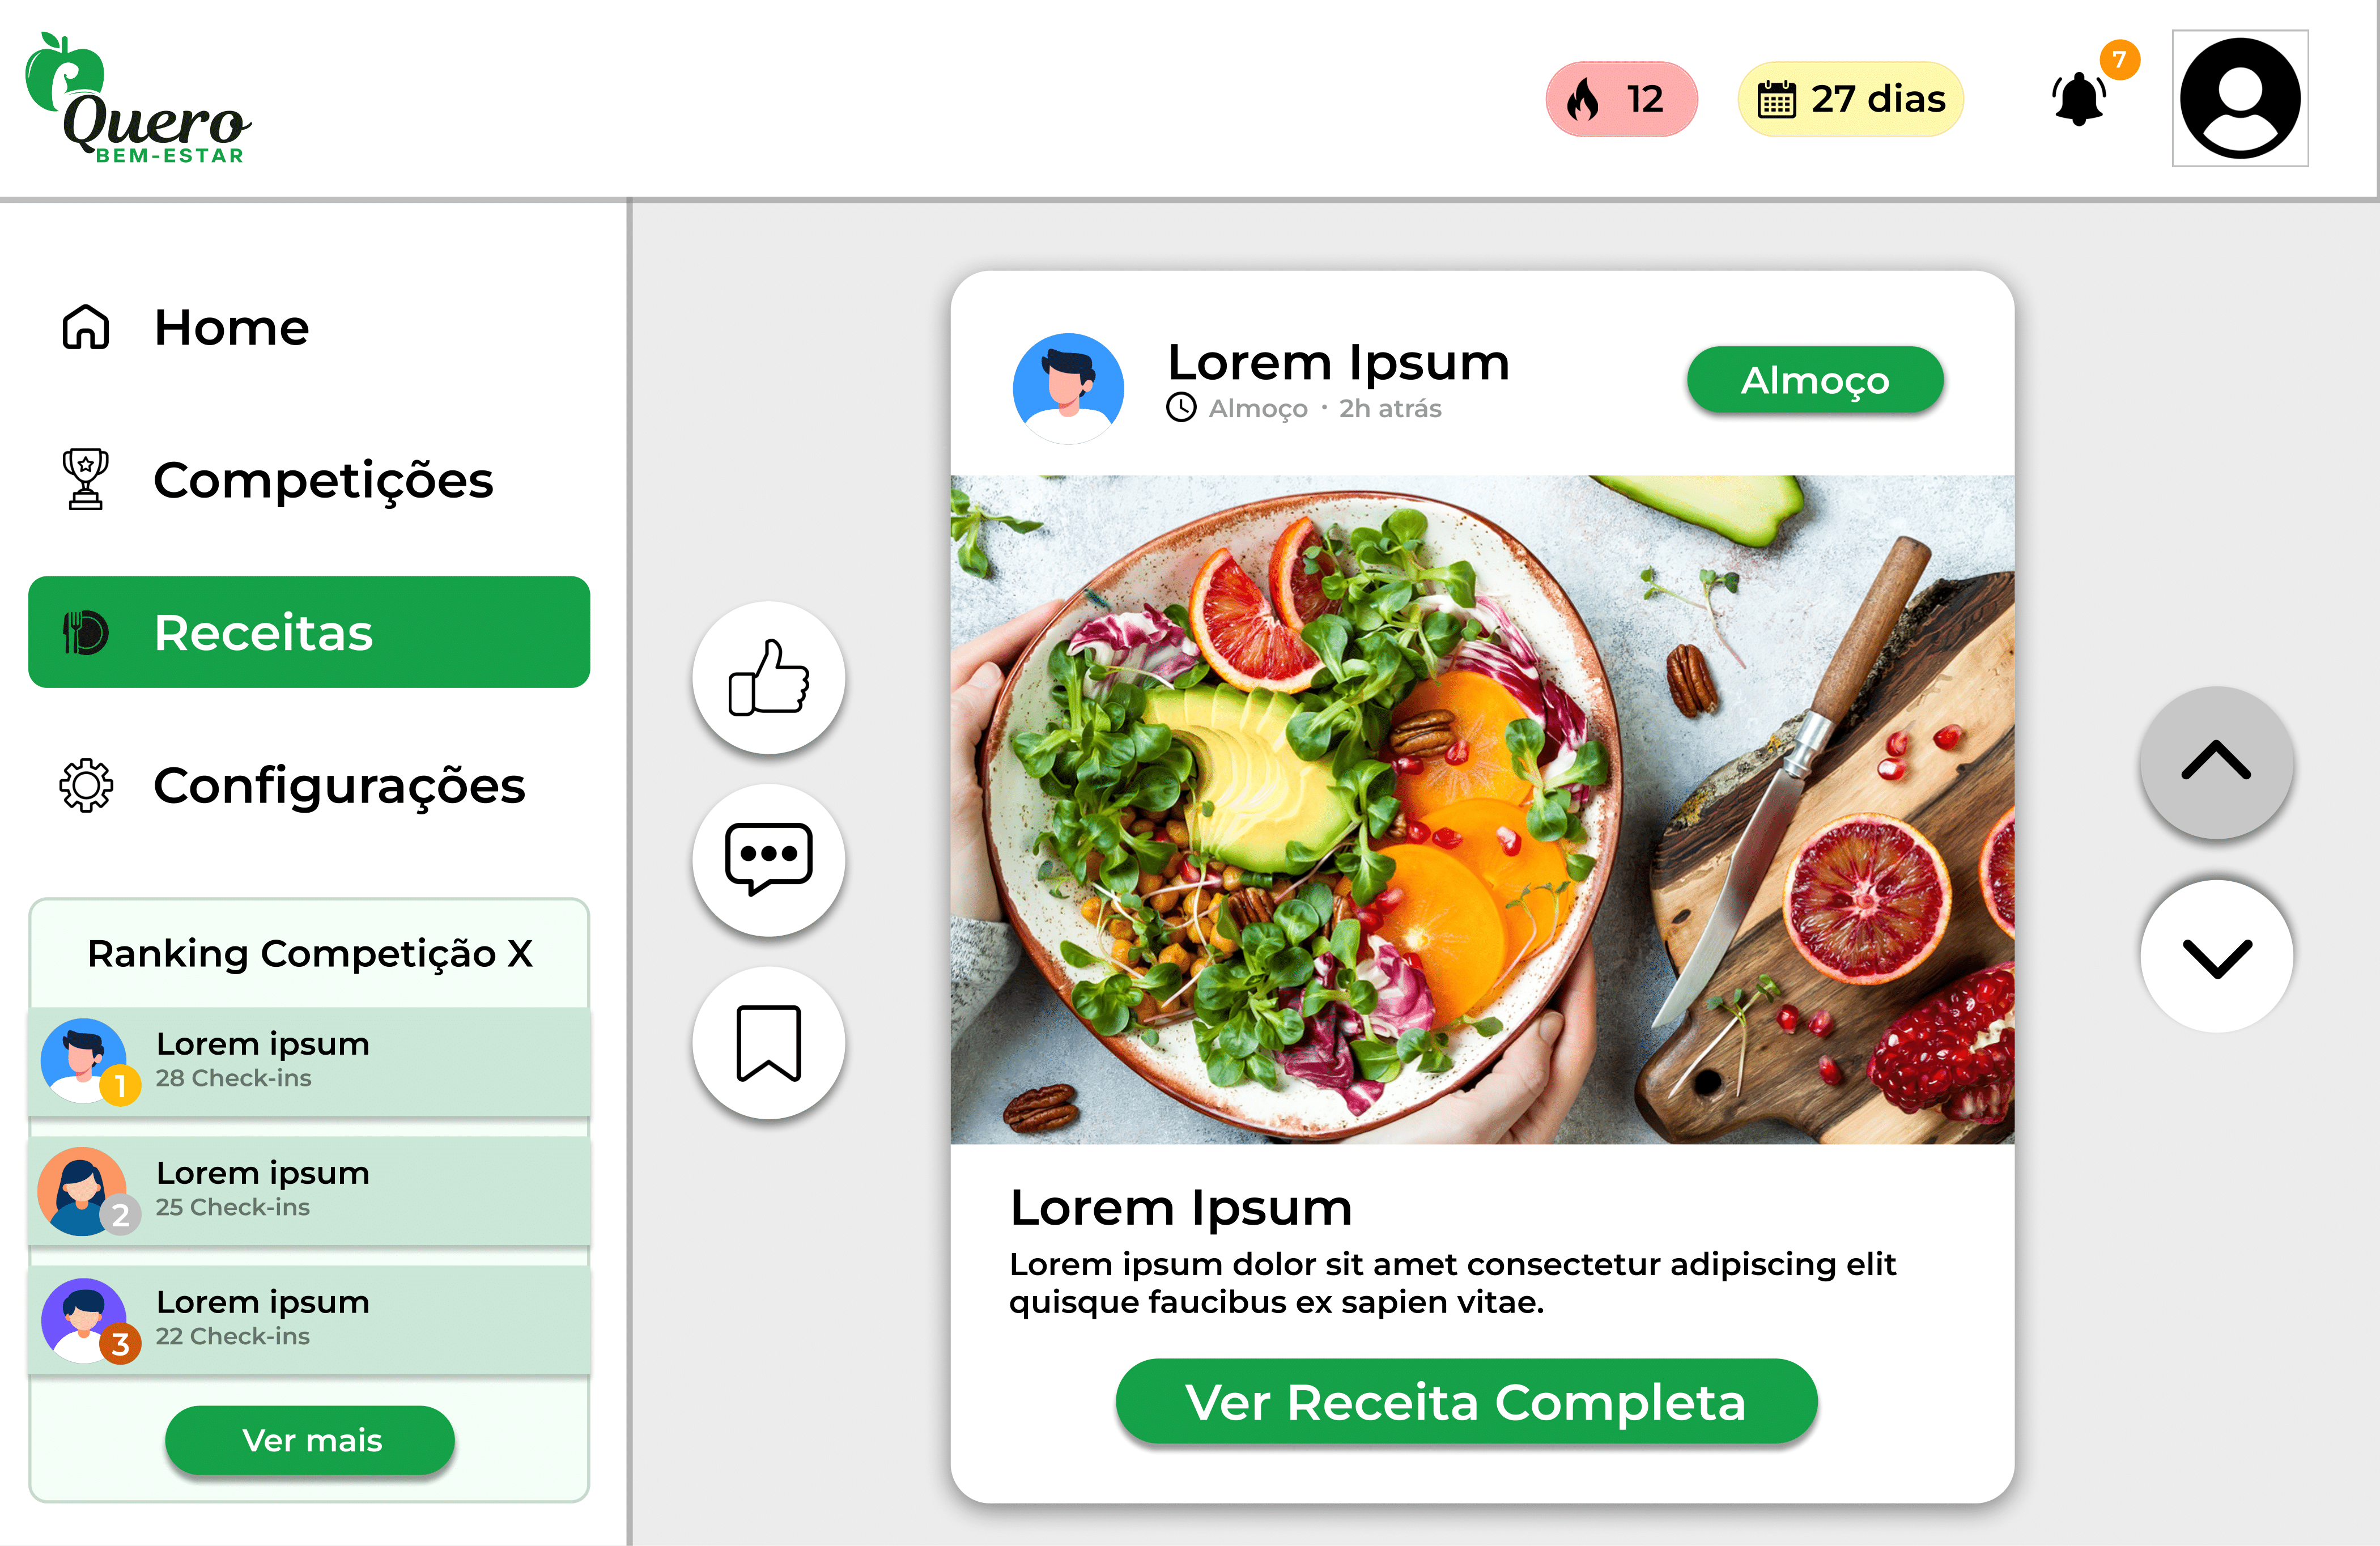 Quero
BEM-ESTAR
12
27 dias
7
Home
Competições
Receitas
Configurações
Ranking Competição X
Lorem ipsum
28 Check-ins
1
Lorem ipsum
25 Check-ins
2
Lorem ipsum
22 Check-ins
3
Ver mais
Lorem Ipsum
Almoço · 2h atrás
Almoço
Lorem Ipsum
Lorem ipsum dolor sit amet consectetur adipiscing elit
quisque faucibus ex sapien vitae.
Ver Receita Completa